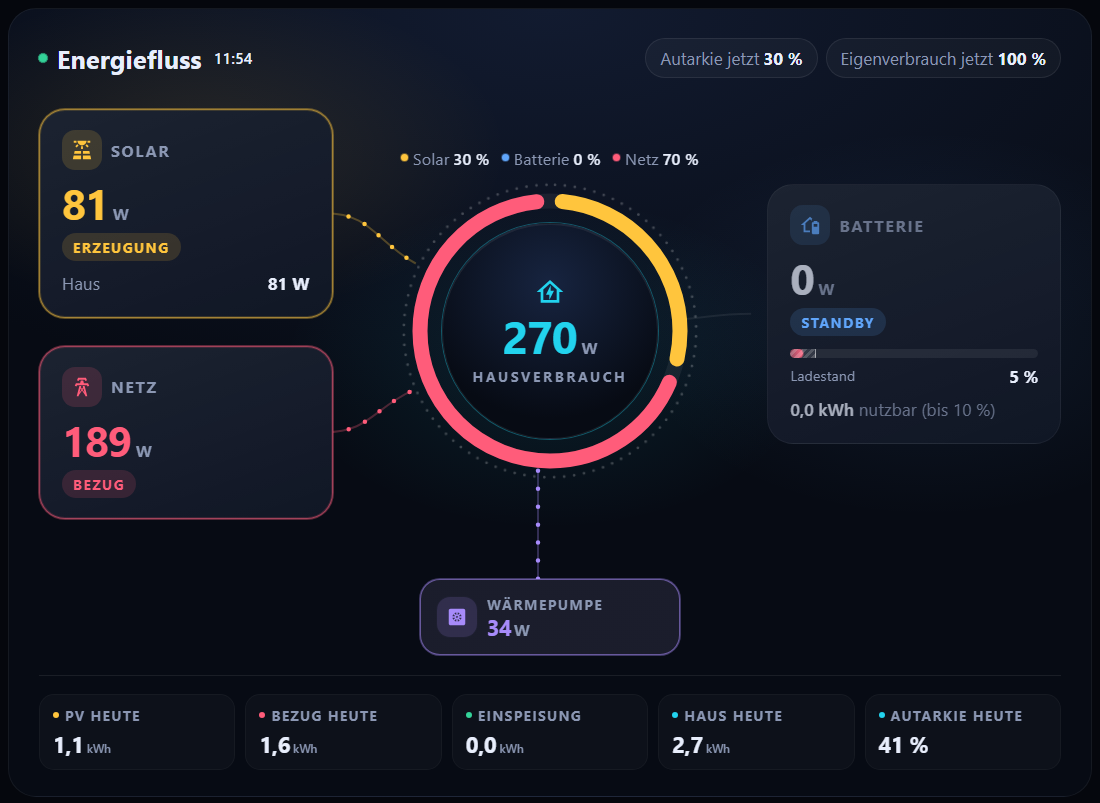 Energiefluss 11:54
Autarkie jetzt 30 %
Eigenverbrauch jetzt 100 %
SOLAR
81 W
ERZEUGUNG
Haus 81 W
NETZ
189 W
BEZUG
Solar 30 % Batterie 0 % Netz 70 %
270 W
HAUSVERBRAUCH
BATTERIE
0 W
STANDBY
Ladestand 5 %
0,0 kWh nutzbar (bis 10 %)
WÄRMEPUMPE
34 W
PV HEUTE
1,1 kWh
BEZUG HEUTE
1,6 kWh
EINSPEISUNG
0,0 kWh
HAUS HEUTE
2,7 kWh
AUTARKIE HEUTE
41 %